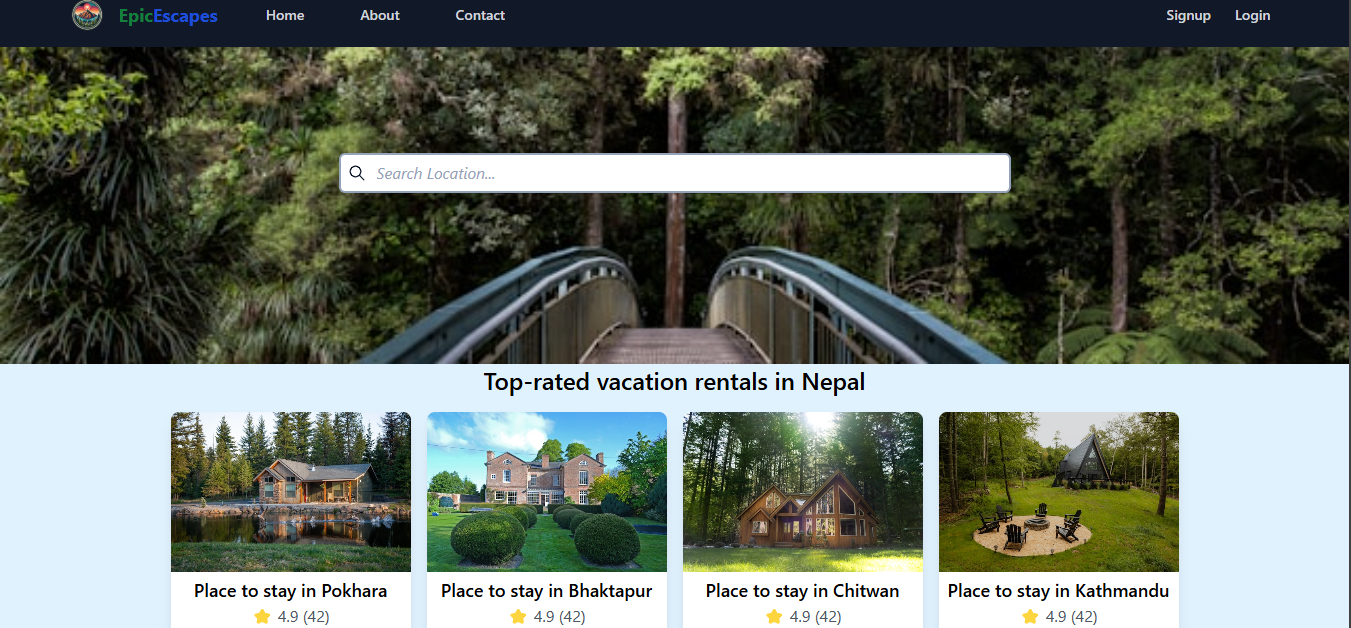 EpicEscapes Home About Contact Signup Login
Search Location...
Top-rated vacation rentals in Nepal
Place to stay in Pokhara
4.9 (42)
Place to stay in Bhaktapur
4.9 (42)
Place to stay in Chitwan
4.9 (42)
Place to stay in Kathmandu
4.9 (42)